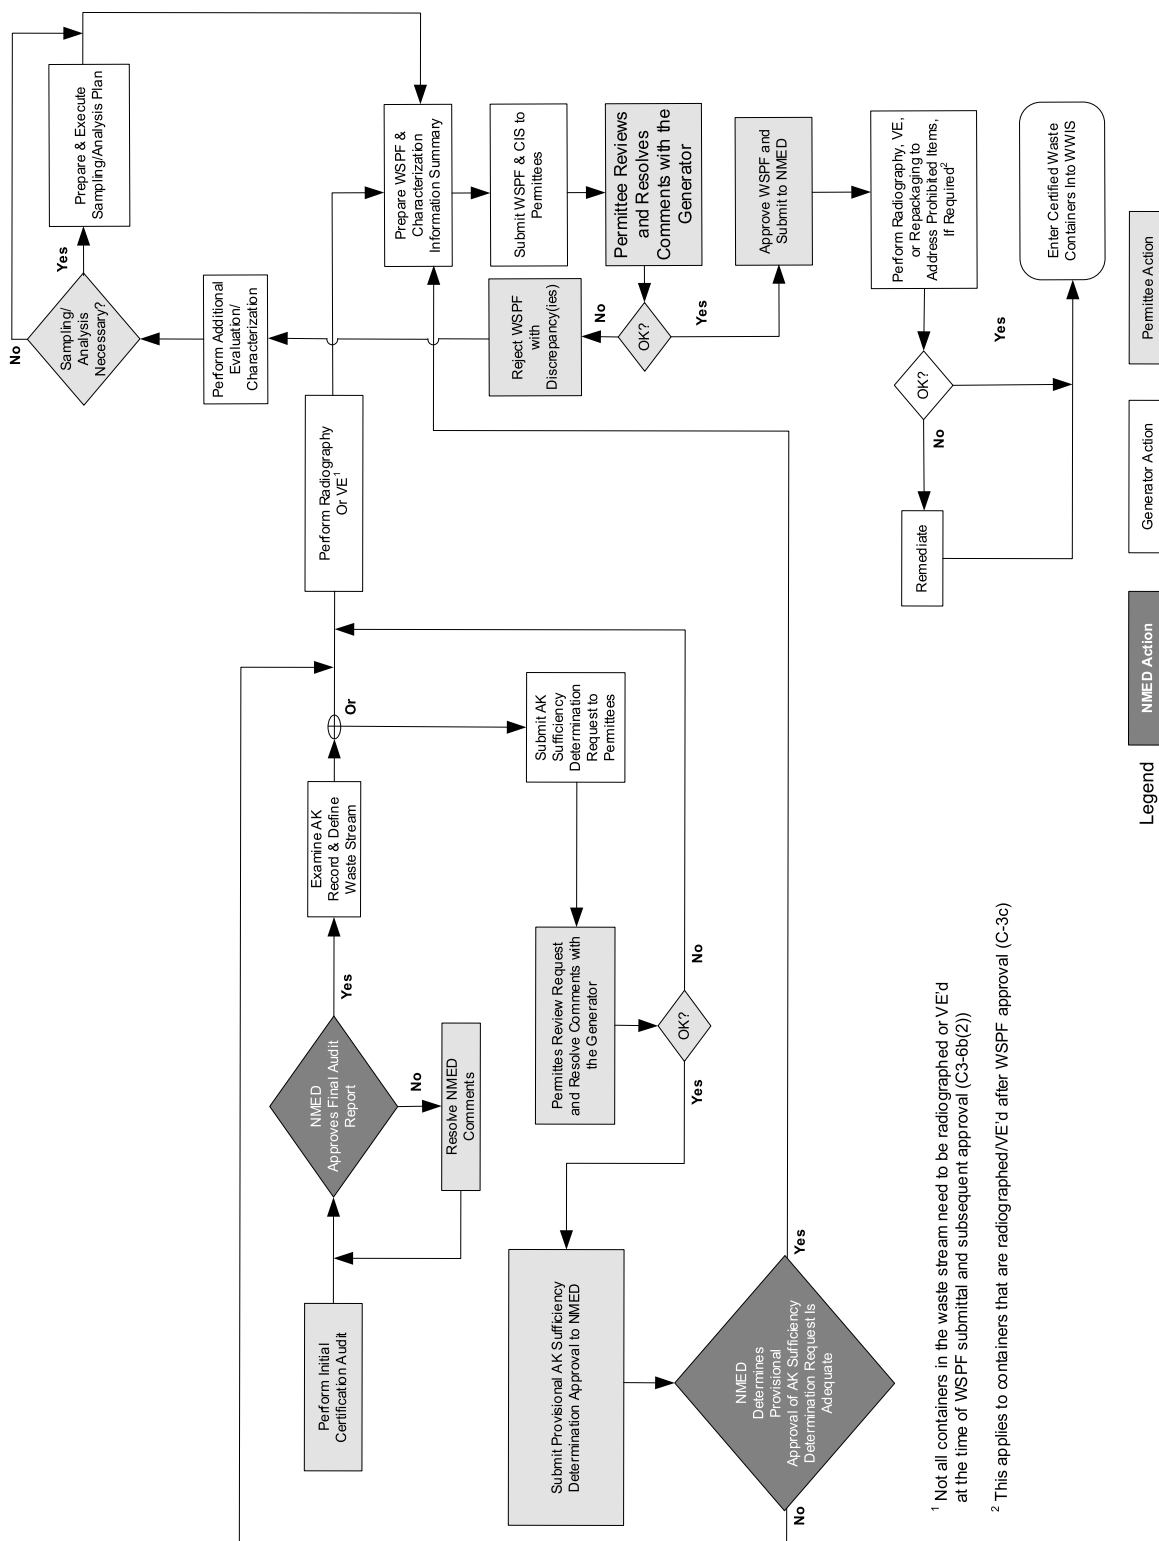 Perform Initial
Certification Audit
NMED
Approves Final Audit
Report
Yes
No
Resolve NMED
Comments
Examine AK
Record & Define
Waste Stream
Or
Submit AK
Sufficiency
Determination
Request to
Permittees
Permittes Review Request
and Resolve Comments with
the Generator
OK?
No
Yes
Submit Provisional AK Sufficiency
Determination Approval to NMED
NMED
Determines
Provisional
Approval of AK Sufficiency
Determination Request Is
Adequate
Yes
No
Perform Radiography
Or VE1
Sampling/
Analysis
Necessary?
No
Yes
Prepare & Execute
Sampling/Analysis Plan
Perform Additional
Evaluation/
Characterization
Prepare WSPF &
Characterization
Information Summary
Submit WSPF & CIS to
Permittees
Permittee Reviews
and Resolves
Comments with the
Generator
OK?
No
Yes
Reject WSPF
with
Discrepancy(ies)
Approve WSPF and
Submit to NMED
Perform Radiography, VE,
or Repackaging to
Address Prohibited Items,
If Required2
OK?
Yes
No
Remediate
Enter Certified Waste
Containers Into WWIS
1 Not all containers in the waste stream need to be radiographed or VE'd
at the time of WSPF submittal and subsequent approval (C3-6b(2))
2 This applies to containers that are radiographed/VE'd after WSPF approval (C-3c)
Legend
NMED Action
Generator Action
Permittee Action